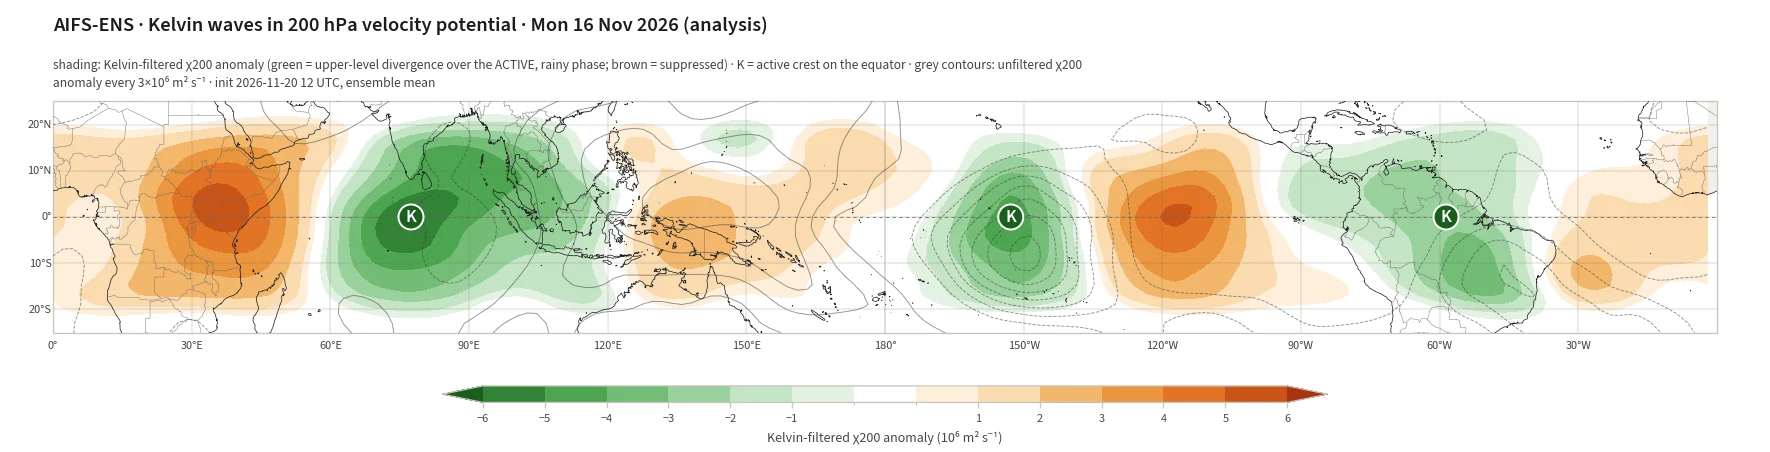 AIFS-ENS · Kelvin waves in 200 hPa velocity potential · Mon 16 Nov 2026 (analysis)
shading: Kelvin-filtered χ200 anomaly (green = upper-level divergence over the ACTIVE, rainy phase; brown = suppressed) · K = active crest on the equator · grey contours: unfiltered χ200
anomaly every 3×10⁶ m² s⁻¹ · init 2026-11-20 12 UTC, ensemble mean
20°N
10°N
0°
10°S
20°S
K K K
0° 30°E 60°E 90°E 120°E 150°E 180° 150°W 120°W 90°W 60°W 30°W
−6 −5 −4 −3 −2 −1 1 2 3 4 5 6
Kelvin-filtered χ200 anomaly (10⁶ m² s⁻¹)